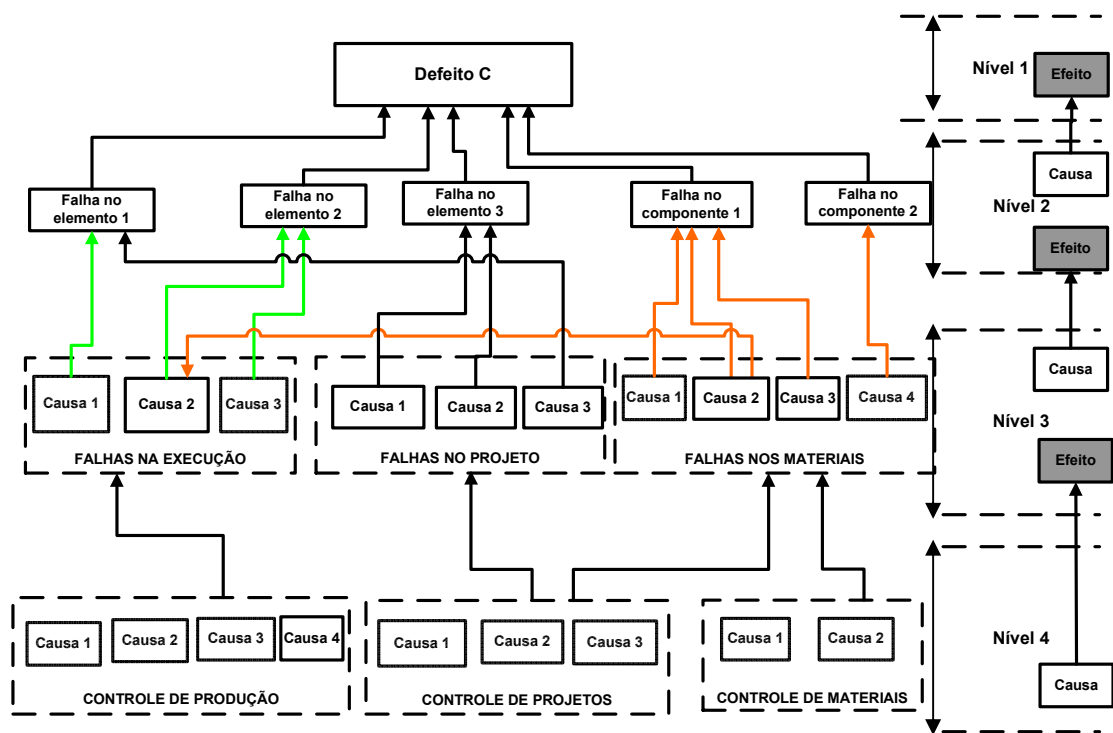 Defeito C
Nível 1
Efeito
Causa
Falha no
elemento 1
Falha no
elemento 2
Falha no
elemento 3
Falha no
componente 1
Falha no
componente 2
Nível 2
Efeito
Causa 1
Causa 2
Causa 3
FALHAS NA EXECUÇÃO
Causa 1
Causa 2
Causa 3
FALHAS NO PROJETO
Causa 1
Causa 2
Causa 3
Causa 4
FALHAS NOS MATERIAIS
Causa
Nível 3
Efeito
Causa 1
Causa 2
Causa 3
Causa 4
CONTROLE DE PRODUÇÃO
Causa 1
Causa 2
Causa 3
CONTROLE DE PROJETOS
Causa 1
Causa 2
CONTROLE DE MATERIAIS
Nível 4
Causa